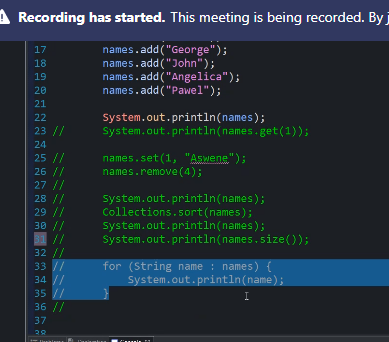 Recording has started. This meeting is being recorded. By j
17 names.add("George");
18 names.add("John");
19 names.add("Angelica");
20 names.add("Pawel");
21
22 System.out.println(names);
23 // System.out.println(names.get(1));
24
25 // names.set(1, "Aswene");
26 // names.remove(4);
27 //
28 // System.out.println(names);
29 // Collections.sort(names);
30 // System.out.println(names);
31 // System.out.println(names.size());
32 //
33 // for (String name : names) {
34 // System.out.println(name);
35 // }
36 //
37
38